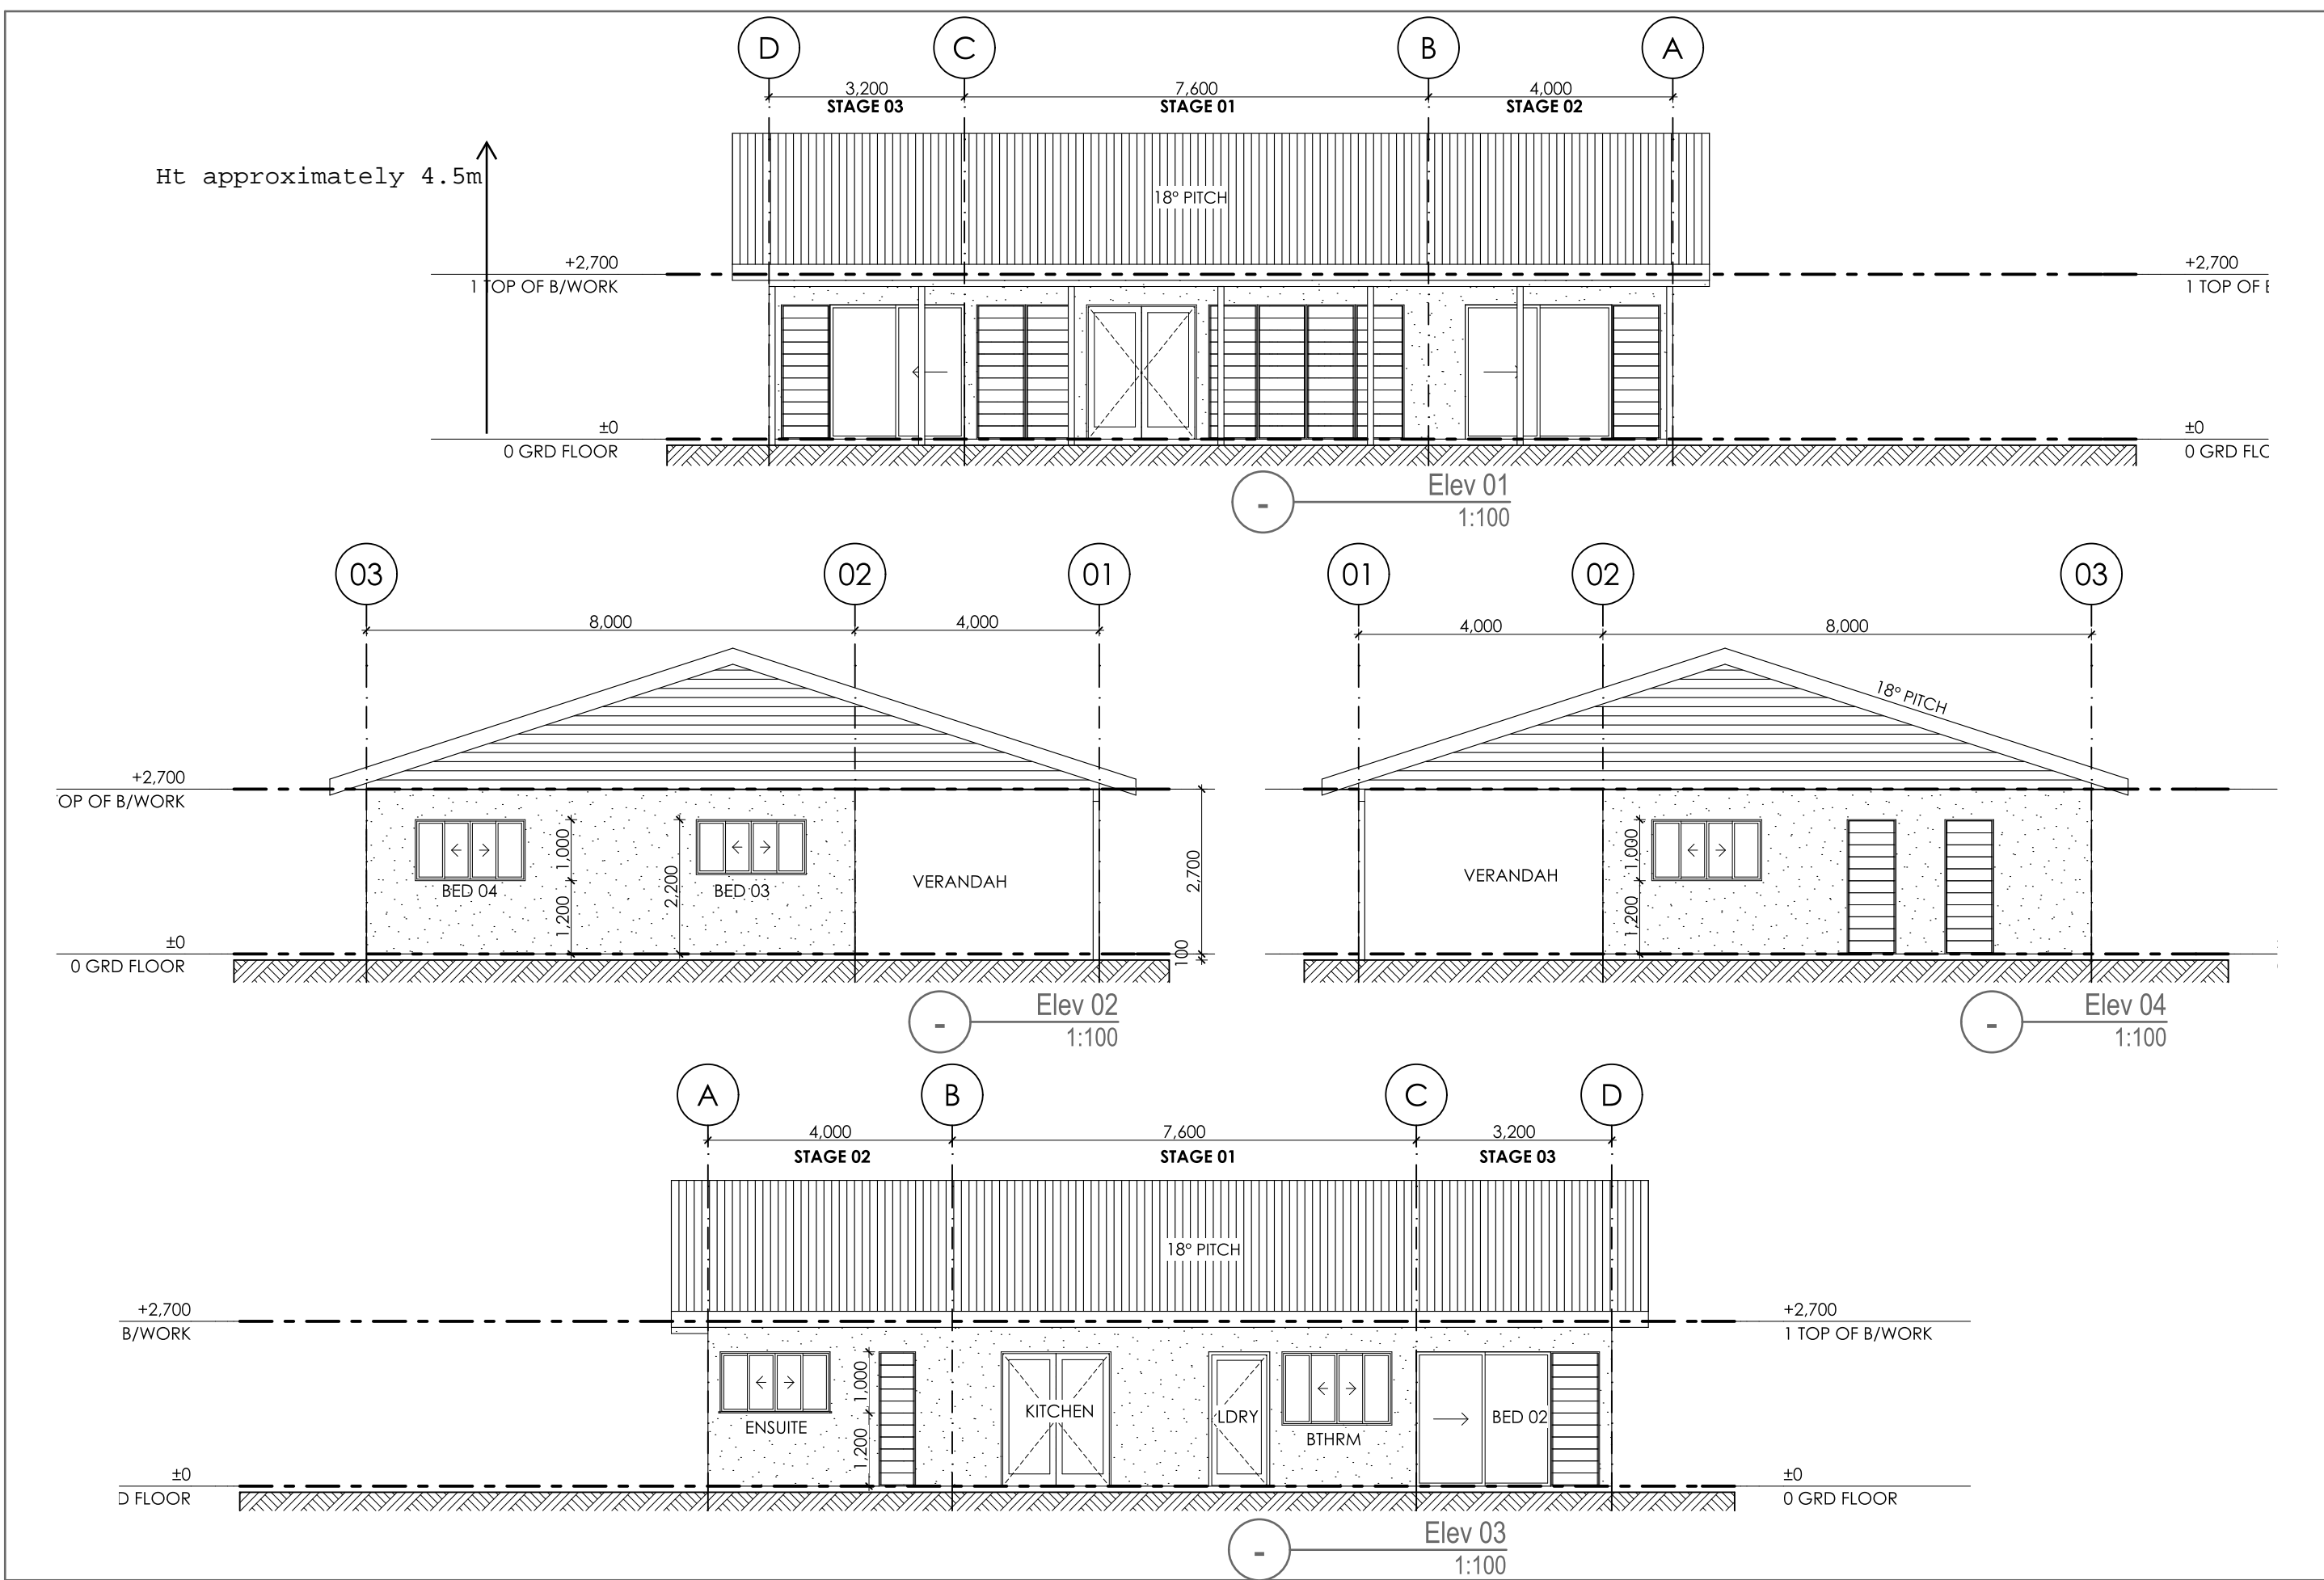 D C B A
3,200 7,600 4,000
STAGE 03 STAGE 01 STAGE 02
Ht approximately 4.5m
18° PITCH
+2,700 +2,700
1 TOP OF B/WORK 1 TOP OF
±0 ±0
0 GRD FLOOR 0 GRD FLC
- Elev 01
1:100
03 02 01 01 02 03
8,000 4,000 4,000 8,000
18° PITCH
+2,700
OP OF B/WORK
1,000 2,200 2,700 1,000
BED 04 BED 03 VERANDAH VERANDAH
1,200 1,200
±0 100
0 GRD FLOOR
- Elev 02 - Elev 04
1:100 1:100
A B C D
4,000 7,600 3,200
STAGE 02 STAGE 01 STAGE 03
18° PITCH
+2,700 +2,700
B/WORK 1 TOP OF B/WORK
1,000
ENSUITE KITCHEN LDRY BTHRM BED 02
1,200
±0 ±0
D FLOOR 0 GRD FLOOR
- Elev 03
1:100